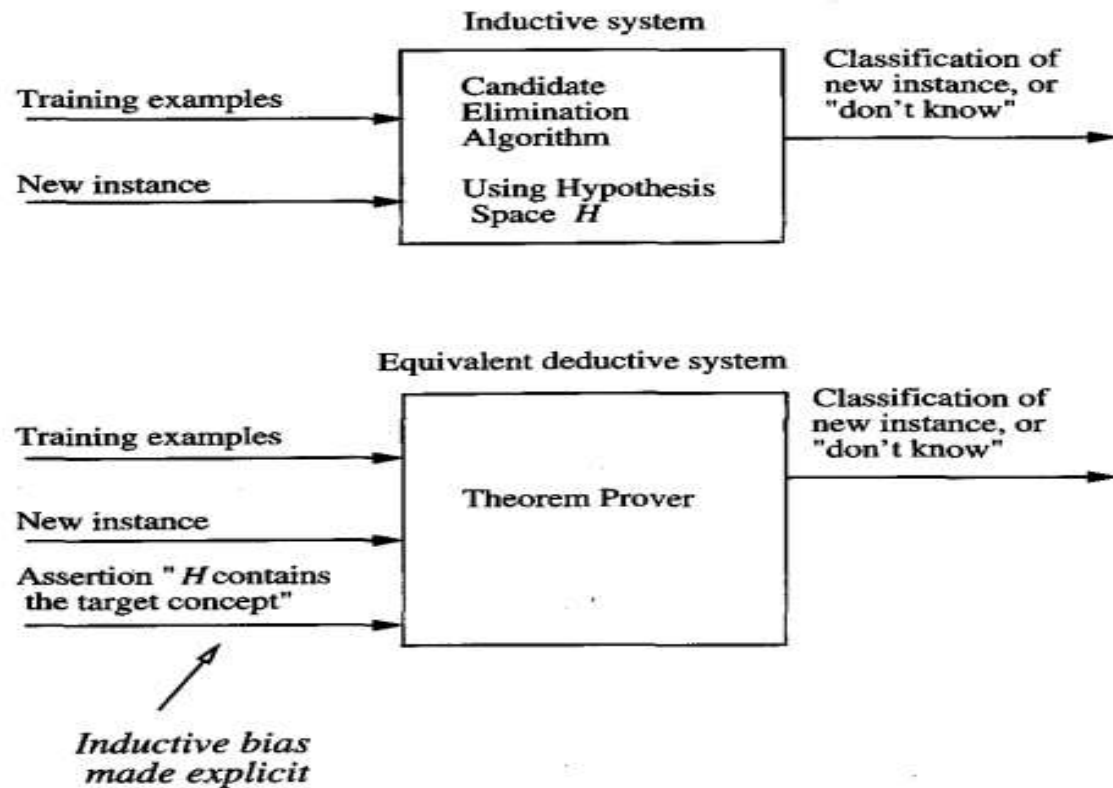 Inductive system
Training examples
New instance
Candidate
Elimination
Algorithm
Using Hypothesis
Space H
Classification of
new instance, or
"don't know"
Equivalent deductive system
Training examples
New instance
Assertion " H contains
the target concept"
Theorem Prover
Classification of
new instance, or
"don't know"
Inductive bias
made explicit